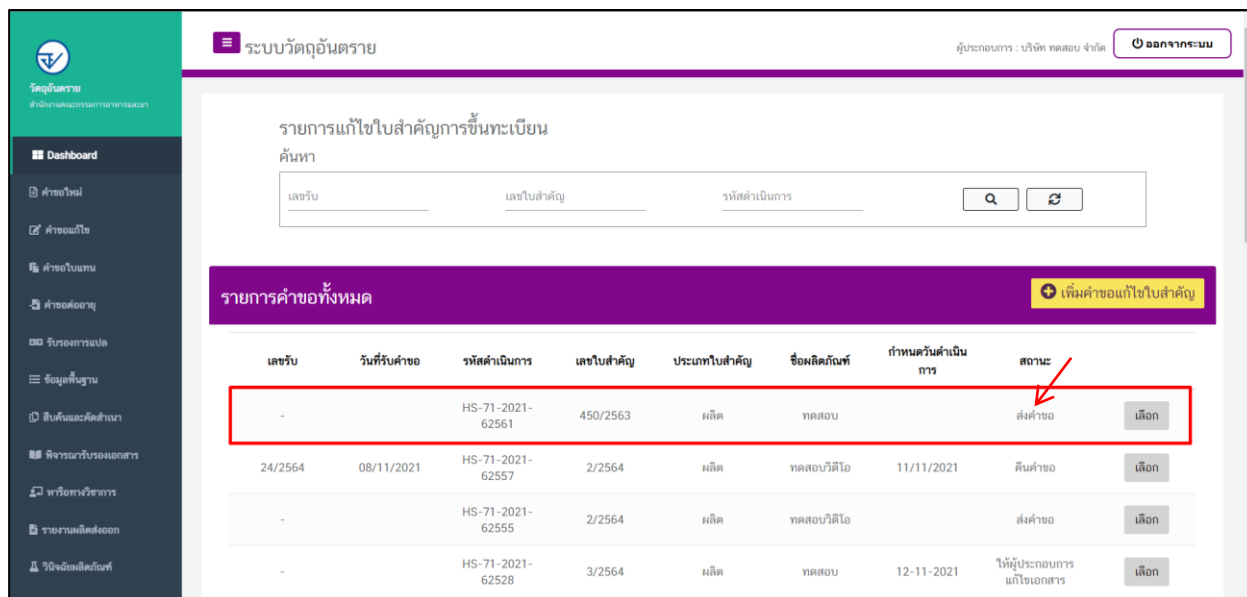 ระบบวัตถุอันตราย
ผู้ประกอบการ : บริษัท ทดสอบ จำกัด
ออกจากระบบ
วัตถุอันตราย
สำนักงานคณะกรรมการอาหารและยา
Dashboard
คำขอใหม่
คำขอแก้ไข
คำขอใบแทน
คำขอต่ออายุ
รับรองการแปล
ข้อมูลพื้นฐาน
สืบค้นและคัดสำเนา
พิจารณารับรองเอกสาร
หารือทางวิชาการ
รายงานผลิตส่งออก
วินิจฉัยผลิตภัณฑ์
รายการแก้ไขใบสำคัญการขึ้นทะเบียน
ค้นหา
เลขรับ เลขใบสำคัญ รหัสดำเนินการ
รายการคำขอทั้งหมด
เพิ่มคำขอแก้ไขใบสำคัญ
เลขรับ วันที่รับคำขอ รหัสดำเนินการ เลขใบสำคัญ ประเภทใบสำคัญ ชื่อผลิตภัณฑ์ กำหนดวันดำเนินการ สถานะ
- HS-71-2021-62561 450/2563 ผลิต ทดสอบ ส่งคำขอ เลือก
24/2564 08/11/2021 HS-71-2021-62557 2/2564 ผลิต ทดสอบวิดีโอ 11/11/2021 คืนคำขอ เลือก
- HS-71-2021-62555 2/2564 ผลิต ทดสอบวิดีโอ ส่งคำขอ เลือก
- HS-71-2021-62528 3/2564 ผลิต ทดสอบ 12-11-2021 ให้ผู้ประกอบการแก้ไขเอกสาร เลือก